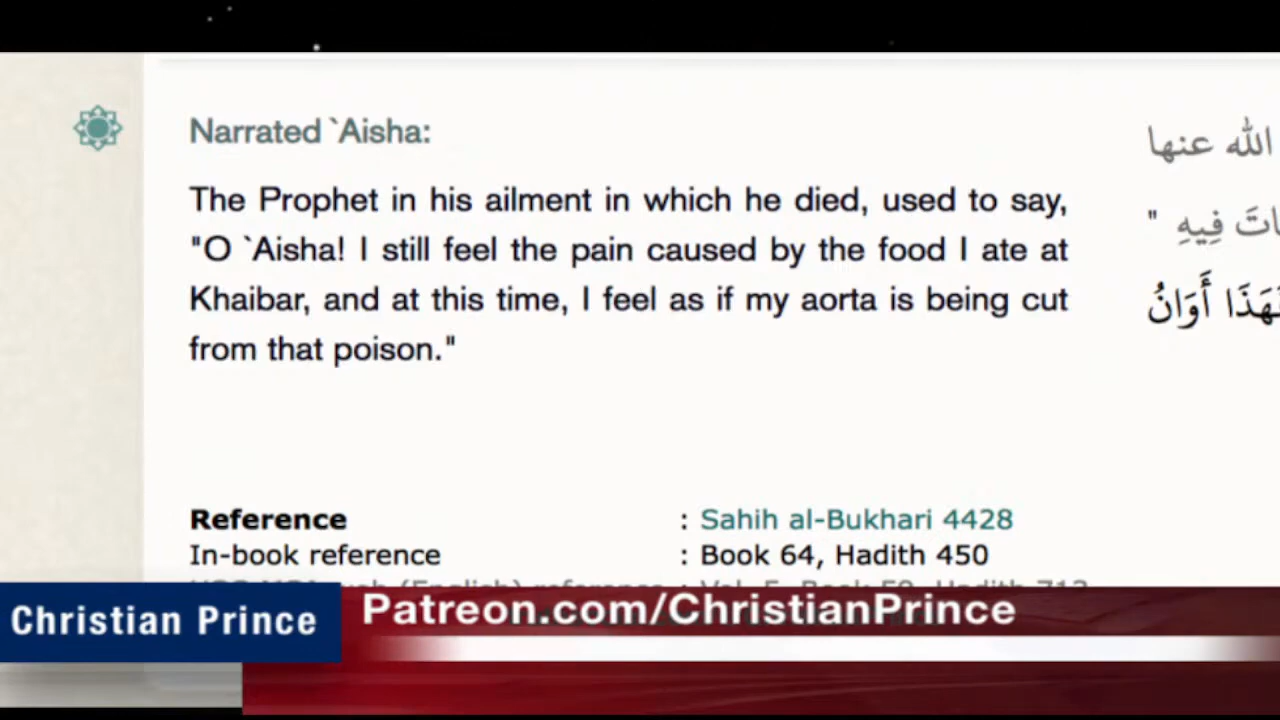 Narrated `Aisha:
الله عنها
The Prophet in his ailment in which he died, used to say,
"O `Aisha! I still feel the pain caused by the food I ate at
Khaibar, and at this time, I feel as if my aorta is being cut
from that poison."
فِيهِ "
أَوَانُ
Reference : Sahih al-Bukhari 4428
In-book reference : Book 64, Hadith 450
Christian Prince
Patreon.com/ChristianPrince